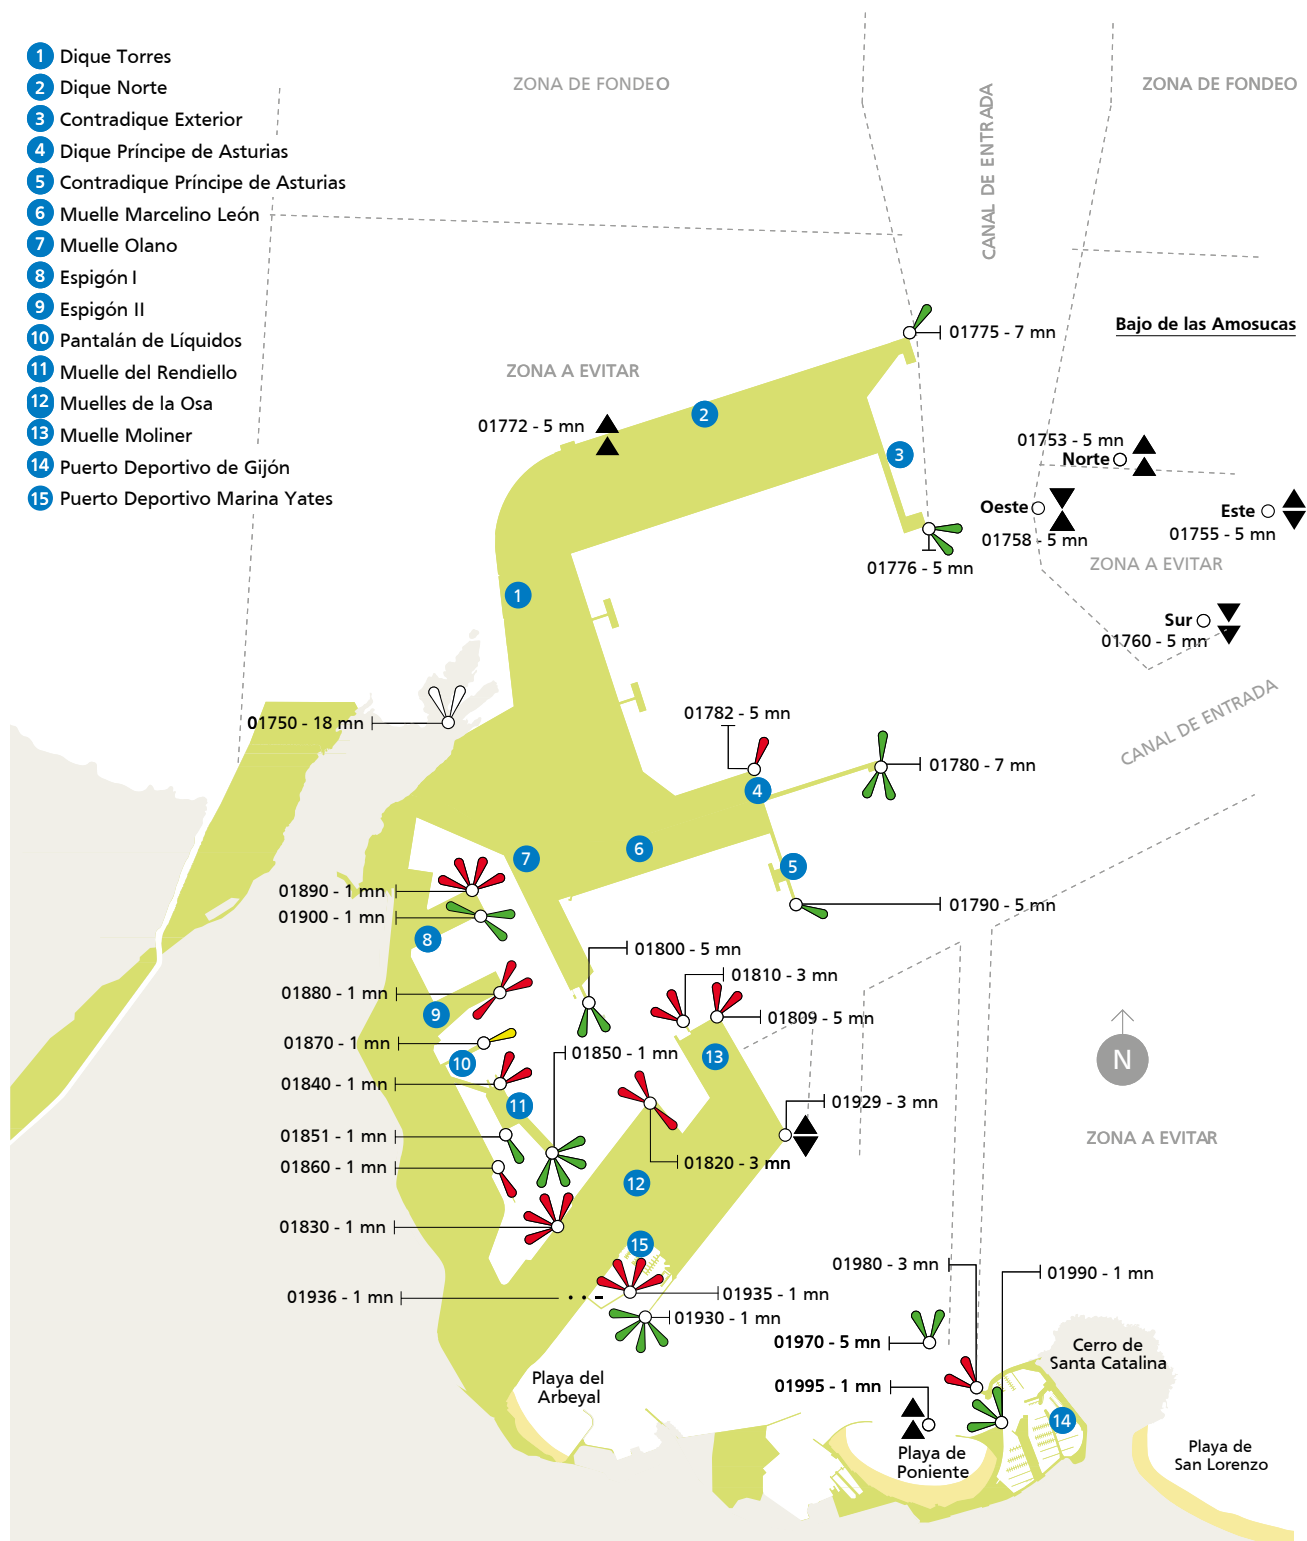 1 Dique Torres
2 Dique Norte
3 Contradique Exterior
4 Dique Príncipe de Asturias
5 Contradique Príncipe de Asturias
6 Muelle Marcelino León
7 Muelle Olano
8 Espigón I
9 Espigón II
10 Pantalán de Líquidos
11 Muelle del Rendiello
12 Muelles de la Osa
13 Muelle Moliner
14 Puerto Deportivo de Gijón
15 Puerto Deportivo Marina Yates
ZONA DE FONDEO
CANAL DE ENTRADA
ZONA DE FONDEO
01775 - 7 mn
Bajo de las Amosucas
ZONA A EVITAR
01772 - 5 mn
2
3
01753 - 5 mn
Norte
Oeste
01758 - 5 mn
Este
01755 - 5 mn
ZONA A EVITAR
01776 - 5 mn
1
Sur
01760 - 5 mn
CANAL DE ENTRADA
01750 - 18 mn
01782 - 5 mn
01780 - 7 mn
4
6
7
5
01890 - 1 mn
01900 - 1 mn
8
01790 - 5 mn
01800 - 5 mn
01810 - 3 mn
01880 - 1 mn
9
01809 - 5 mn
01870 - 1 mn
10
01850 - 1 mn
13
N
01840 - 1 mn
11
01929 - 3 mn
01851 - 1 mn
ZONA A EVITAR
01860 - 1 mn
01820 - 3 mn
12
01830 - 1 mn
15
01980 - 3 mn
01990 - 1 mn
01936 - 1 mn
01935 - 1 mn
01930 - 1 mn
01970 - 5 mn
Cerro de
Santa Catalina
Playa del
Arbeyal
01995 - 1 mn
14
Playa de
Poniente
Playa de
San Lorenzo